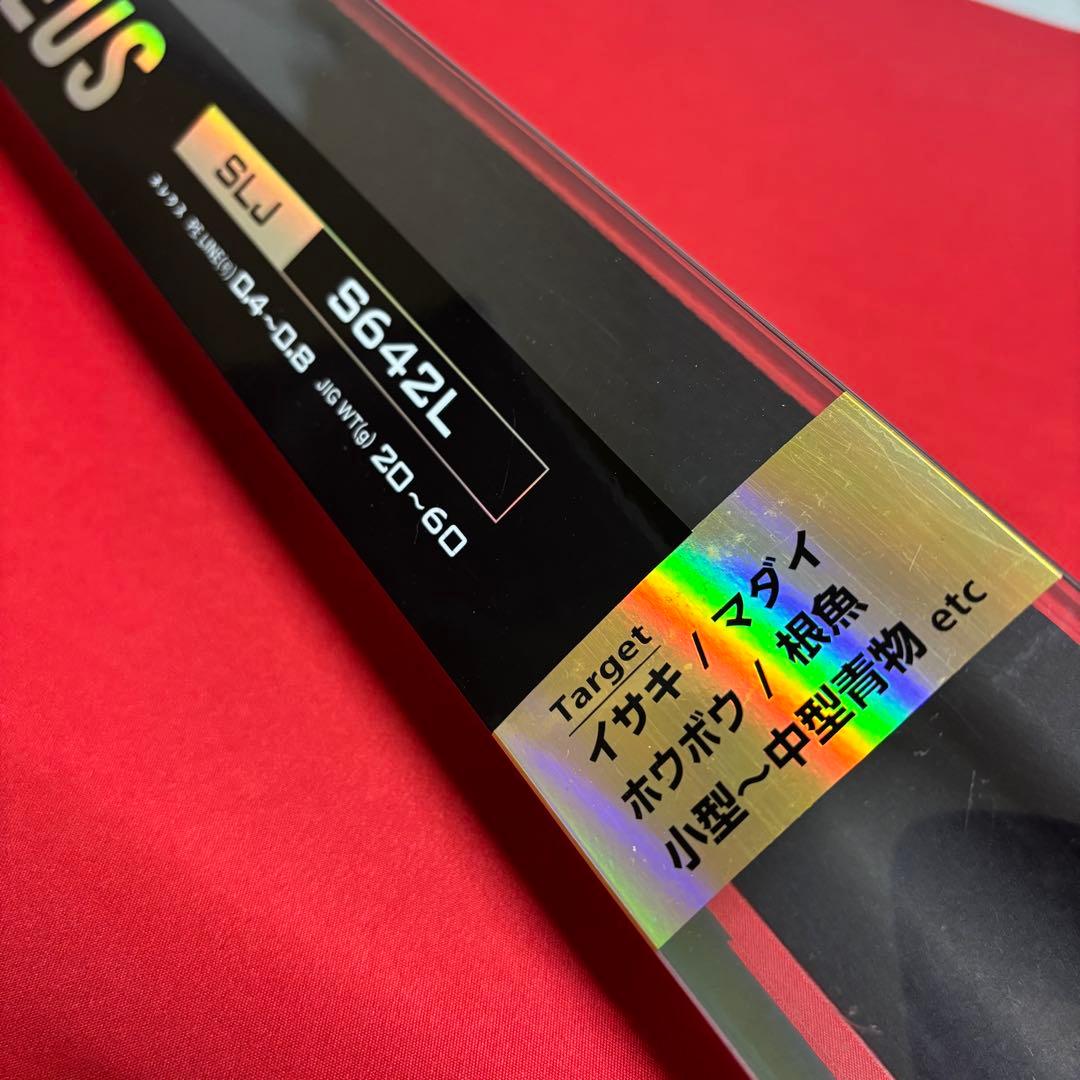 EUS
SLJ S642L
PE LINE(号) 0.4~0.8 JIG WT(g) 20~60
Target
イサキ / マダイ
ホウボウ / 根魚
小型~中型青物 etc